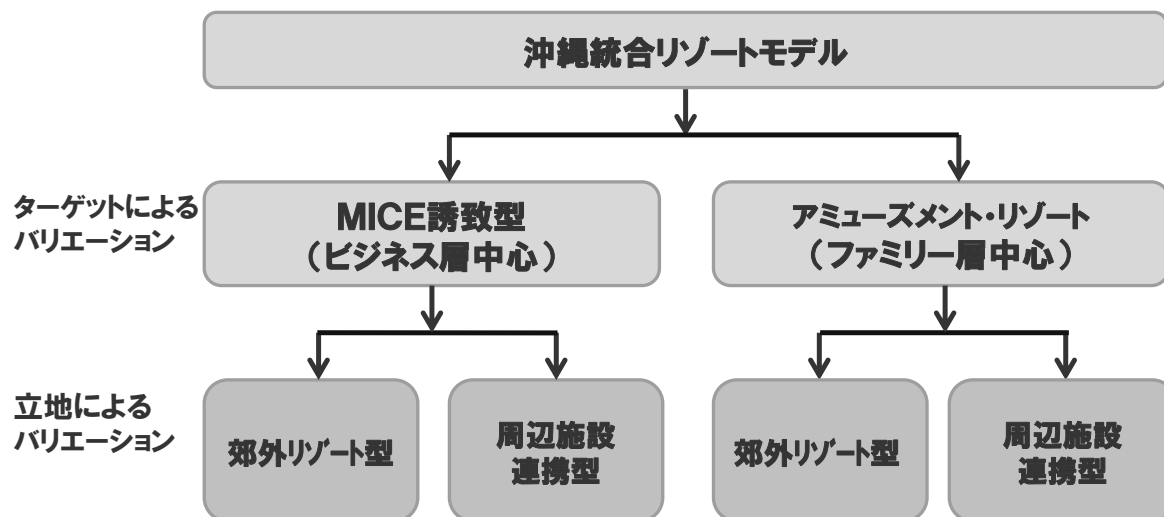 沖縄統合リゾートモデル
ターゲットによる
バリエーション
MICE誘致型
（ビジネス層中心）
アミューズメント・リゾート
（ファミリー層中心）
立地による
バリエーション
郊外リゾート型
周辺施設
連携型
郊外リゾート型
周辺施設
連携型